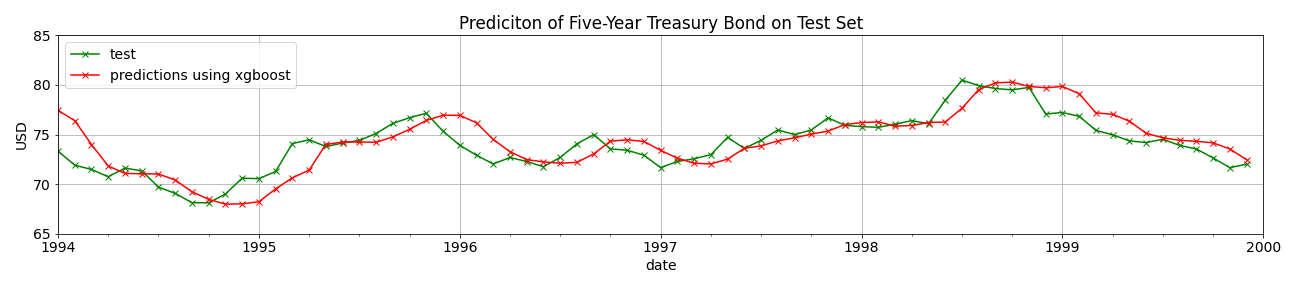 Prediciton of Five-Year Treasury Bond on Test Set
85
80
75
70
65
USD
test
predictions using xgboost
1994 1995 1996 1997 1998 1999 2000
date